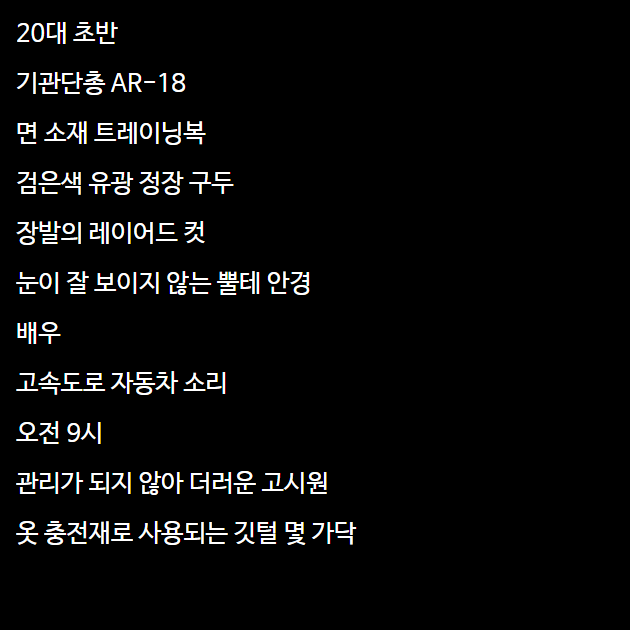 20대 초반
기관단총 AR-18
면 소재 트레이닝복
검은색 유광 정장 구두
장발의 레이어드 컷
눈이 잘 보이지 않는 뿔테 안경
배우
고속도로 자동차 소리
오전 9시
관리가 되지 않아 더러운 고시원
옷 충전재로 사용되는 깃털 몇 가닥